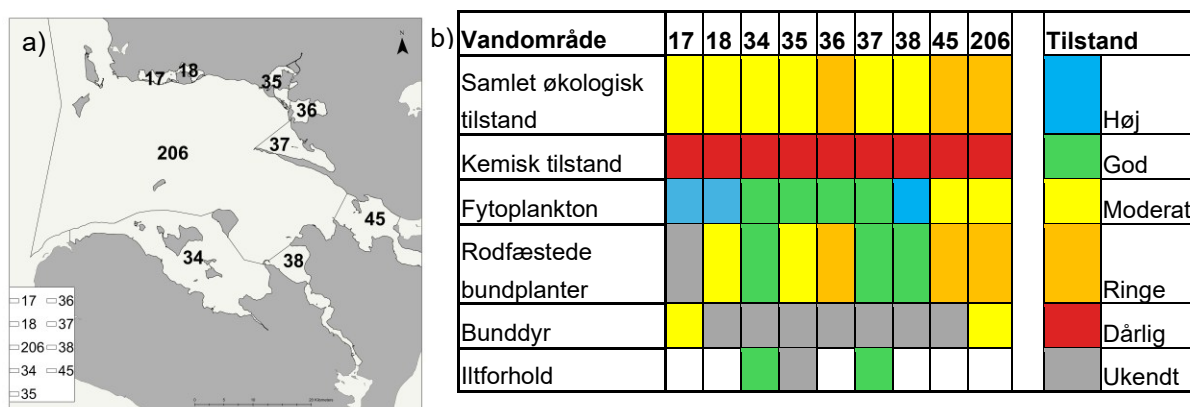 a)
N
17
18
35
36
37
206
45
34
38
17 36
18 37
206 38
34 45
35
b)
Vandområde 17 18 34 35 36 37 38 45 206 Tilstand
Samlet økologisk
tilstand Høj
Kemisk tilstand God
Fytoplankton Moderat
Rodfæstede
bundplanter Ringe
Bunddyr Dårlig
Iltforhold Ukendt